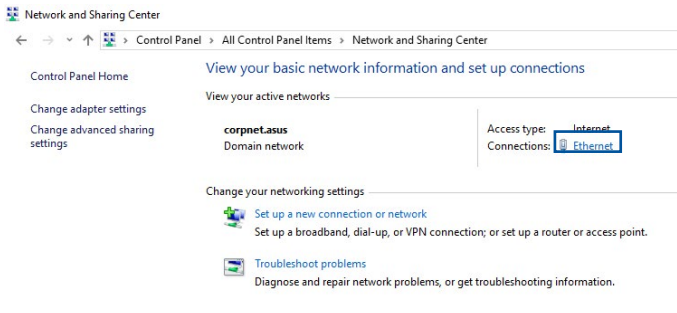 Network and Sharing Center
Control Panel > All Control Panel Items > Network and Sharing Center
Control Panel Home
Change adapter settings
Change advanced sharing
settings
View your basic network information and set up connections
View your active networks
corpnet.asus
Domain network
Access type: Internet
Connections: Ethernet
Change your networking settings
Set up a new connection or network
Set up a broadband, dial-up, or VPN connection; or set up a router or access point.
Troubleshoot problems
Diagnose and repair network problems, or get troubleshooting information.